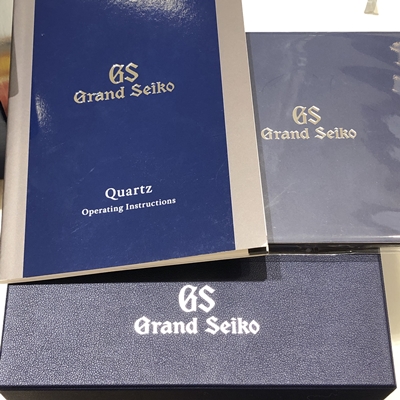 GS
Grand Seiko
Quartz
Operating Instructions
GS
Grand Seiko
GS
Grand Seiko